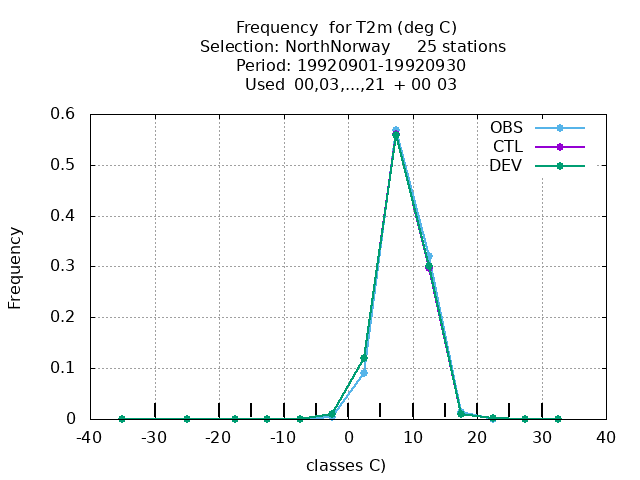 Frequency for T2m (deg C)
Selection: NorthNorway 25 stations
Period: 19920901-19920930
Used 00,03,...,21 + 00 03
OBS
CTL
DEV
Frequency
0.6
0.5
0.4
0.3
0.2
0.1
0
-40 -30 -20 -10 0 10 20 30 40
classes C)